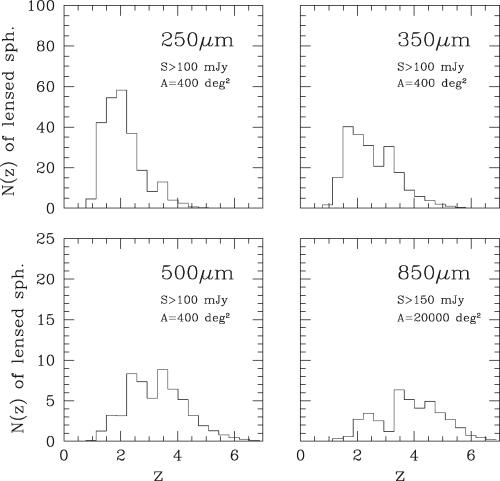 100
80
60
40
20
0
N(z) of lensed sph.
250μm
S>100 mJy
A=400 deg²
350μm
S>100 mJy
A=400 deg²
25
20
15
10
5
0
N(z) of lensed sph.
500μm
S>100 mJy
A=400 deg²
850μm
S>150 mJy
A=20000 deg²
0 2 4 6
z
0 2 4 6
z